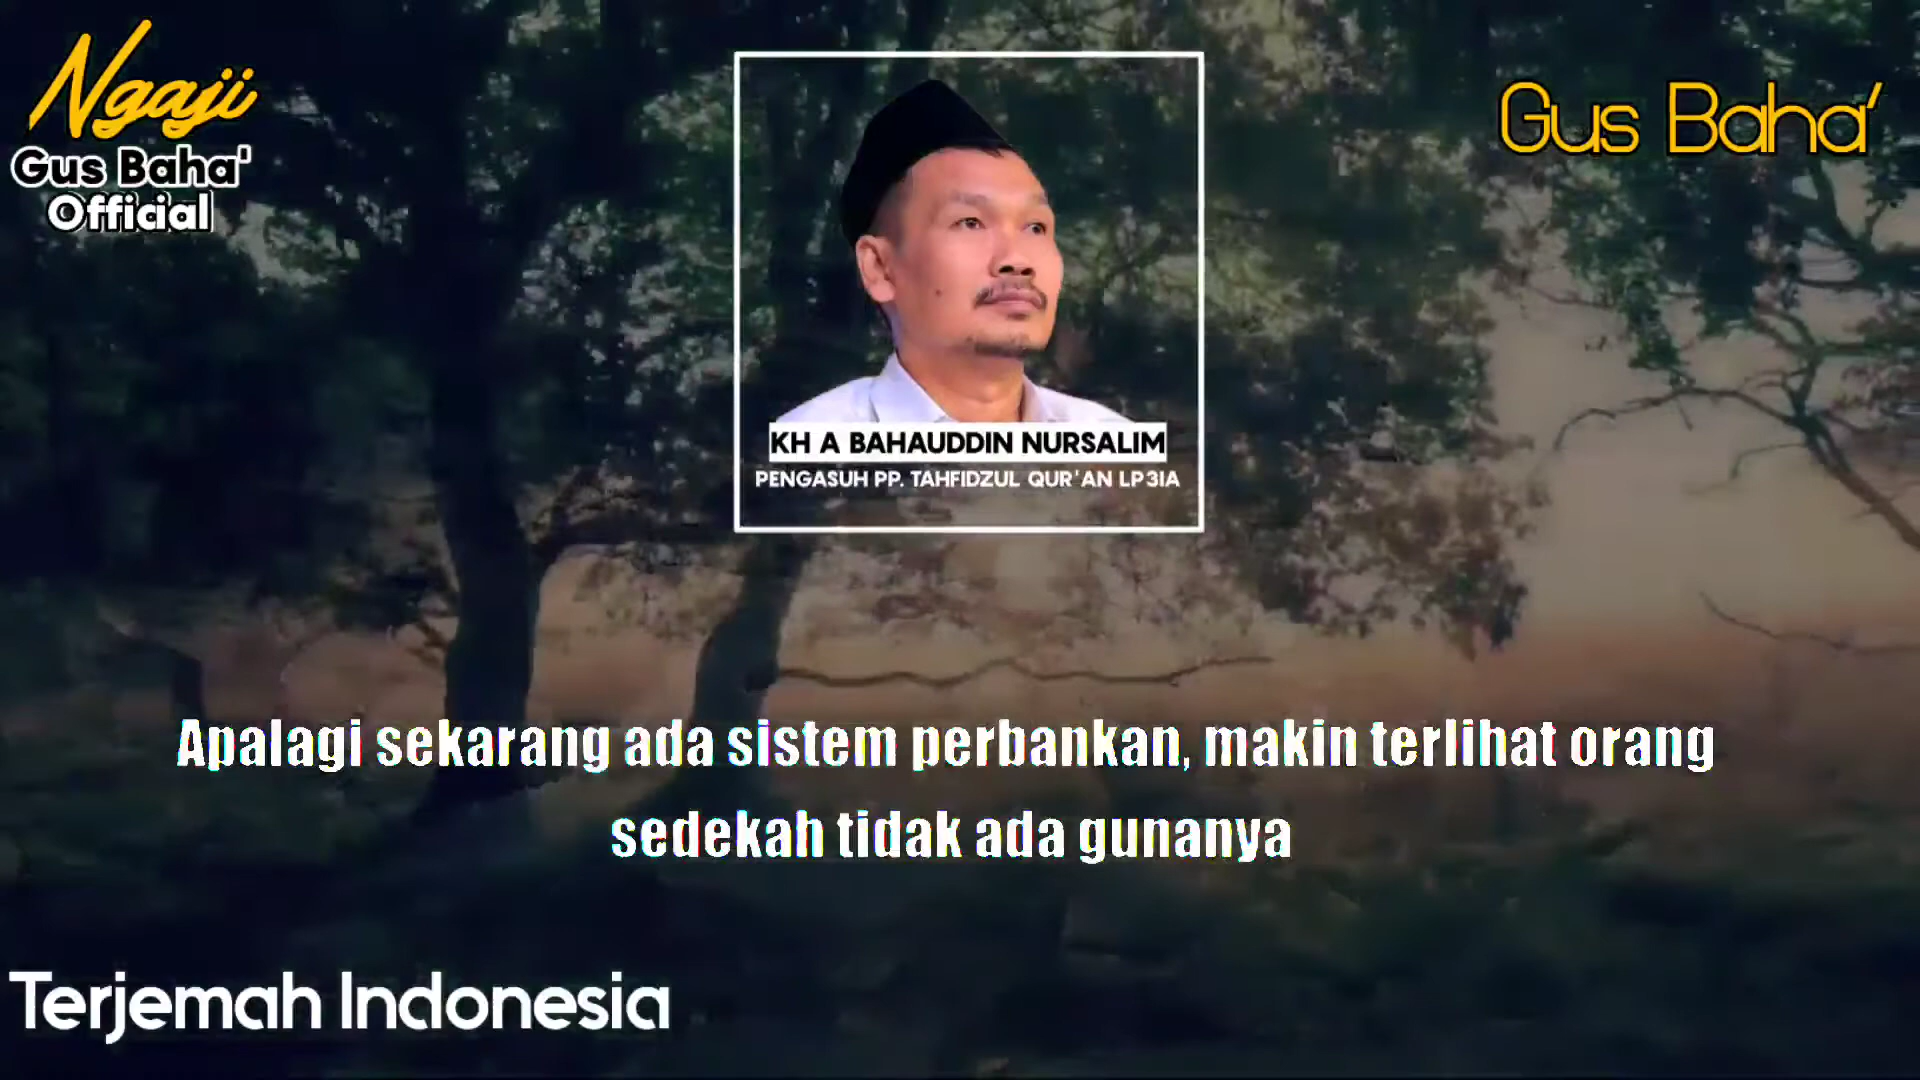 Ngaji
Gus Baha'
Official
Gus Baha'
KH A BAHAUDDIN NURSALIM
PENGASUH PP. TAHFIDZUL QUR'AN LP3IA
Apalagi sekarang ada sistem perbankan, makin terlihat orang
sedekah tidak ada gunanya
Terjemah Indonesia